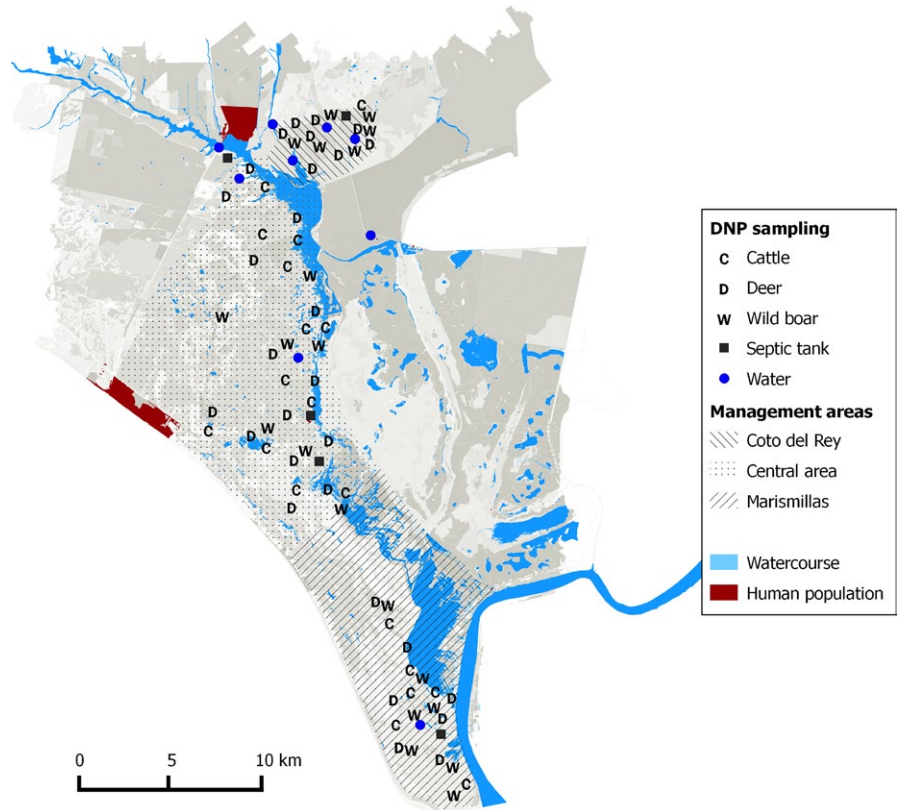 C
W W
D D
D D D W
W D W D
D
D D
C
D
D
C C
D C
W
D
W
C C
W W
D
C D
C
D D
C W
D D
C W
D
C D C
D W
D W
C
D
C
W
C C
D D
W
W D
C
D W
D
W
C
W
0 5 10 km
DNP sampling
C Cattle
D Deer
W Wild boar
Septic tank
Water
Management areas
Coto del Rey
Central area
Marismillas
Watercourse
Human population